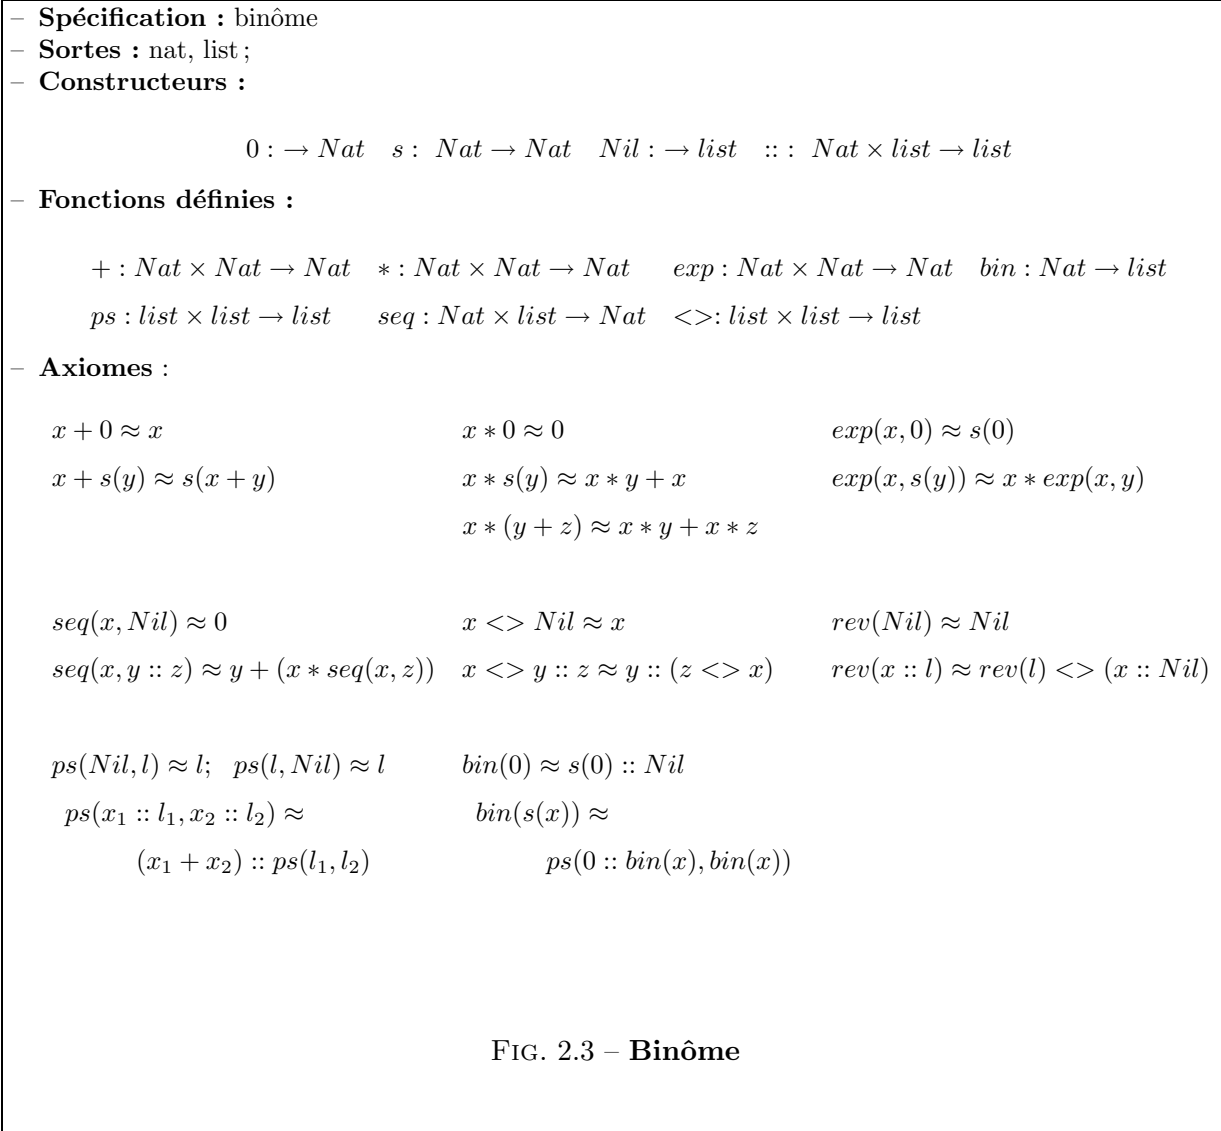 – Spécification : binôme
– Sortes : nat, list ;
– Constructeurs :
0 : → Nat s : Nat → Nat Nil : → list :: : Nat × list → list
– Fonctions définies :
+ : Nat × Nat → Nat ∗ : Nat × Nat → Nat exp : Nat × Nat → Nat bin : Nat → list
ps : list × list → list seq : Nat × list → Nat <>: list × list → list
– Axiomes :
x + 0 ≈ x x ∗ 0 ≈ 0 exp(x, 0) ≈ s(0)
x + s(y) ≈ s(x + y) x ∗ s(y) ≈ x ∗ y + x exp(x, s(y)) ≈ x ∗ exp(x, y)
x ∗ (y + z) ≈ x ∗ y + x ∗ z
seq(x, Nil) ≈ 0 x <> Nil ≈ x rev(Nil) ≈ Nil
seq(x, y :: z) ≈ y + (x ∗ seq(x, z)) x <> y :: z ≈ y :: (z <> x) rev(x :: l) ≈ rev(l) <> (x :: Nil)
ps(Nil, l) ≈ l; ps(l, Nil) ≈ l bin(0) ≈ s(0) :: Nil
ps(x₁ :: l₁, x₂ :: l₂) ≈ bin(s(x)) ≈
(x₁ + x₂) :: ps(l₁, l₂) ps(0 :: bin(x), bin(x))
FIG. 2.3 – Binôme